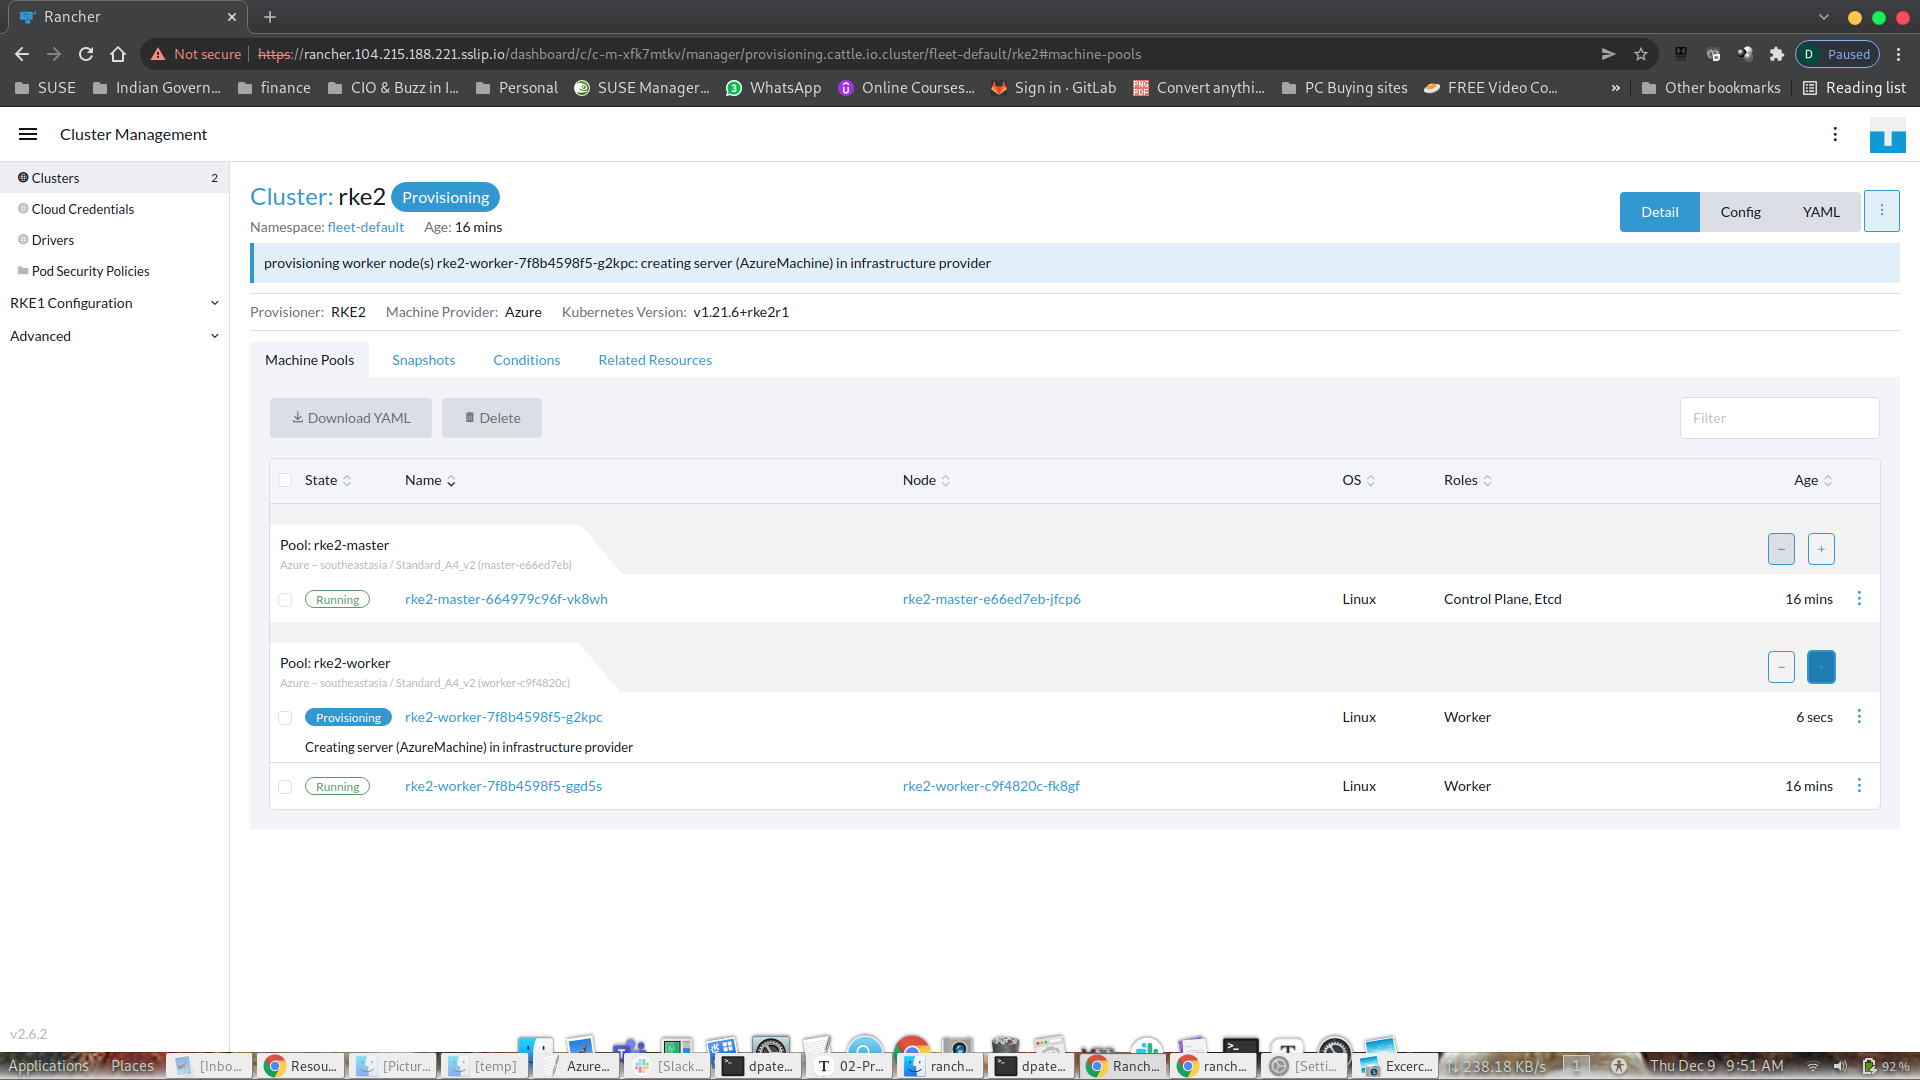 Rancher
Not secure
https://rancher.104.215.188.221.sslip.io/dashboard/c/c-m-xfk7mtkv/manager/provisioning.cattle.io.cluster/fleet-default/rke2#machine-pools
D Paused
SUSE Indian Govern... finance CIO & Buzz in I... Personal SUSE Manager... WhatsApp Online Courses... Sign in · GitLab Convert anythi... PC Buying sites FREE Video Co... » Other bookmarks Reading list
Cluster Management
Clusters 2
Cloud Credentials
Drivers
Pod Security Policies
RKE1 Configuration
Advanced
v2.6.2
Cluster: rke2 Provisioning
Namespace: fleet-default Age: 16 mins
Detail Config YAML
provisioning worker node(s) rke2-worker-7f8b4598f5-g2kpc: creating server (AzureMachine) in infrastructure provider
Provisioner: RKE2 Machine Provider: Azure Kubernetes Version: v1.21.6+rke2r1
Machine Pools Snapshots Conditions Related Resources
Download YAML Delete Filter
State Name Node OS Roles Age
Pool: rke2-master
Azure – southeastasia / Standard_A4_v2 (master-e66ed7eb)
− +
Running rke2-master-664979c96f-vk8wh rke2-master-e66ed7eb-jfcp6 Linux Control Plane, Etcd 16 mins
Pool: rke2-worker
Azure – southeastasia / Standard_A4_v2 (worker-c9f4820c)
− +
Provisioning rke2-worker-7f8b4598f5-g2kpc Linux Worker 6 secs
Creating server (AzureMachine) in infrastructure provider
Running rke2-worker-7f8b4598f5-ggd5s rke2-worker-c9f4820c-fk8gf Linux Worker 16 mins
Applications Places [Inbo... Resou... [Pictur... [temp] Azure... [Slack... dpate... 02-Pr... ranch... dpate... Ranch... ranch... [Setti... Excerc... 238.18 KB/s 1 Thu Dec 9 9:51 AM 92 %